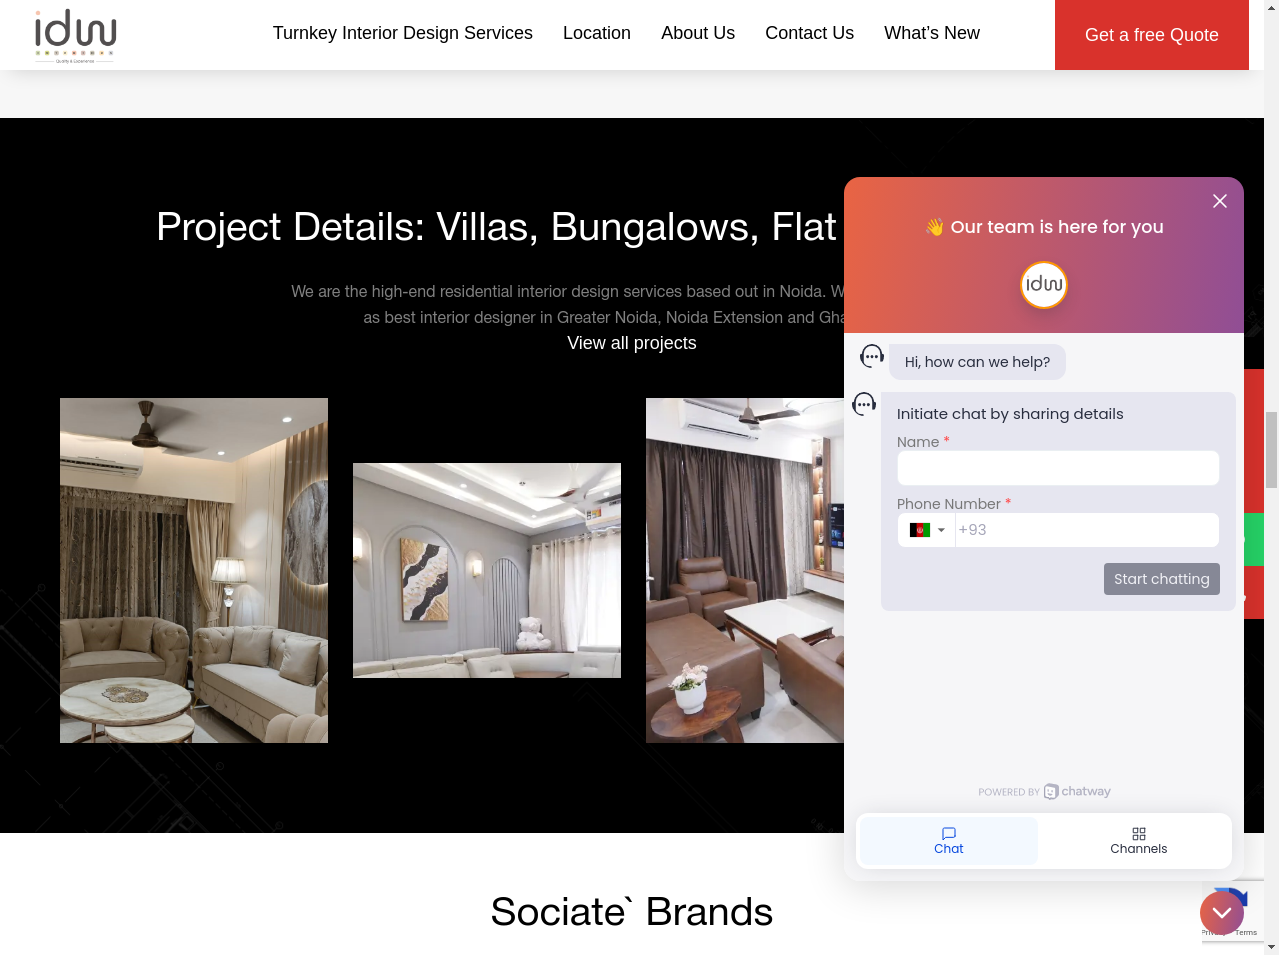 idw
Quality & Experience
Turnkey Interior Design Services
Location
About Us
Contact Us
What's New
Get a free Quote
Project Details: Villas, Bungalows, Flat
We are the high-end residential interior design services based out in Noida. W
as best interior designer in Greater Noida, Noida Extension and Gha
View all projects
👋 Our team is here for you
idw
Hi, how can we help?
Initiate chat by sharing details
Name *
Phone Number *
+93
Start chatting
POWERED BY chatway
Chat
Channels
Sociate` Brands
Terms